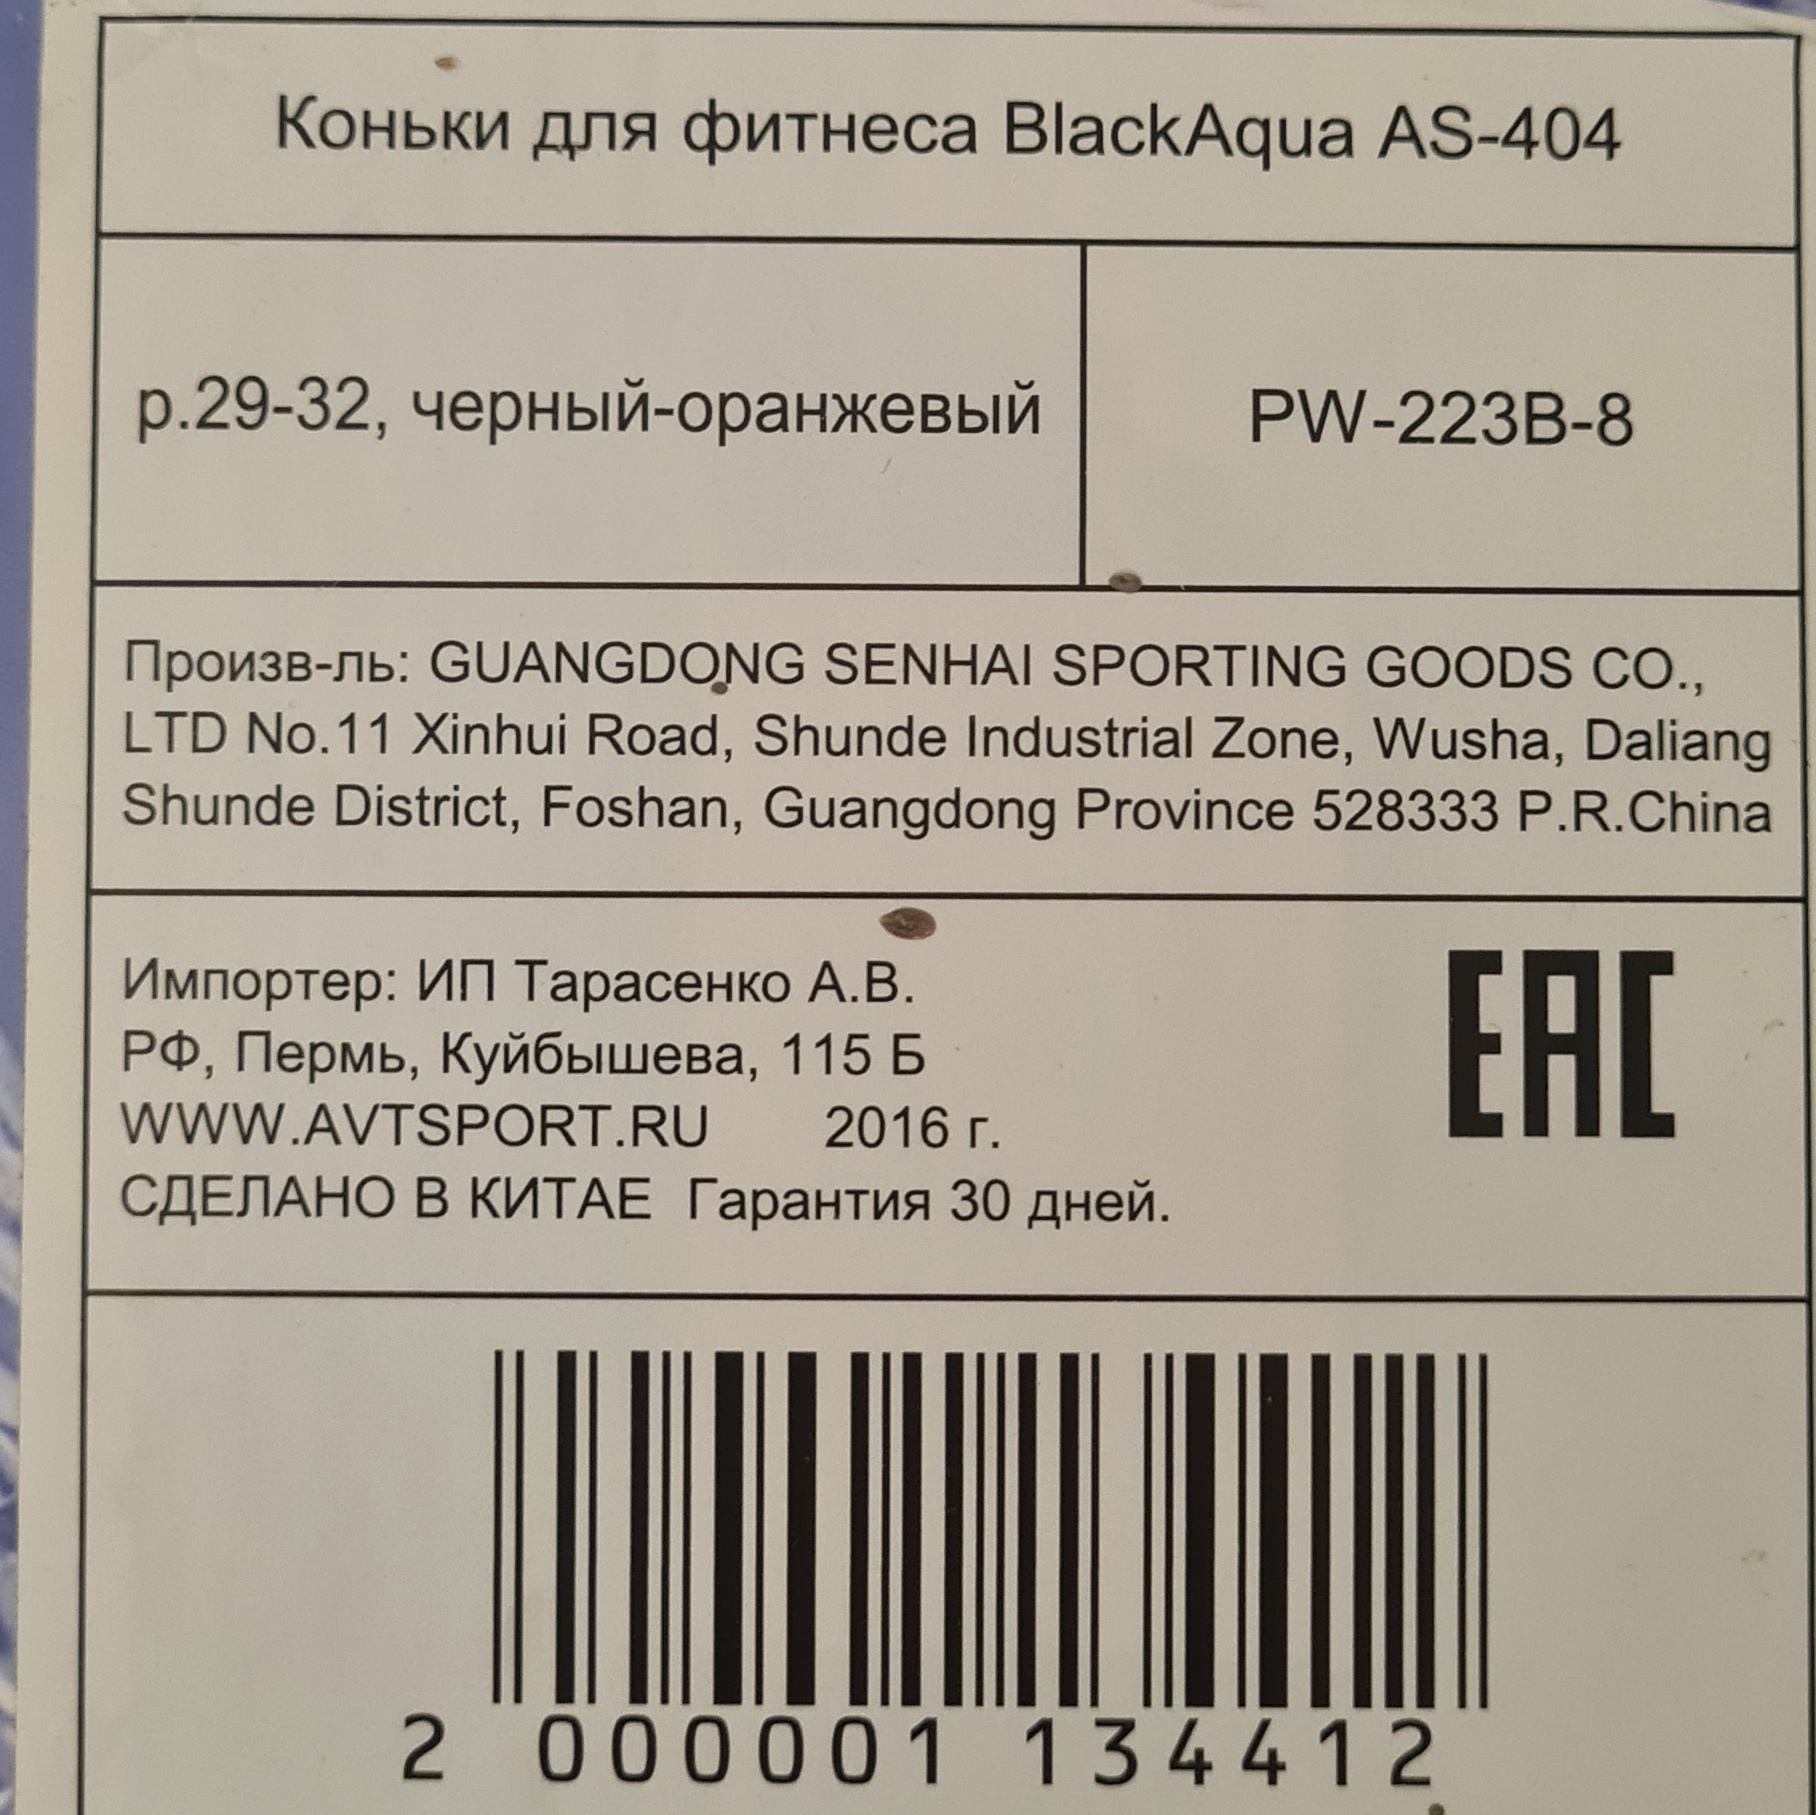 Коньки для фитнеса BlackAqua AS-404
р.29-32, черный-оранжевый
PW-223B-8
Произв-ль: GUANGDONG SENHAI SPORTING GOODS CO.,
LTD No.11 Xinhui Road, Shunde Industrial Zone, Wusha, Daliang
Shunde District, Foshan, Guangdong Province 528333 P.R.China
Импортер: ИП Тарасенко А.В.
РФ, Пермь, Куйбышева, 115 Б
WWW.AVTSPORT.RU 2016 г.
СДЕЛАНО В КИТАЕ Гарантия 30 дней.
EAC
2 000001 134412